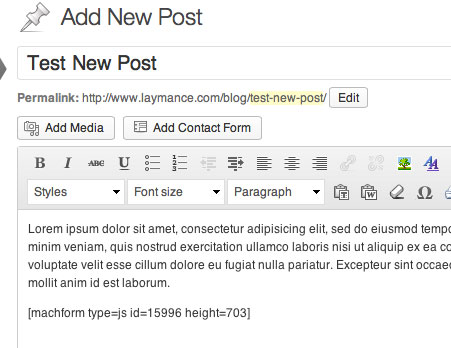 Add New Post
Test New Post
Permalink: http://www.laymance.com/blog/test-new-post/ Edit
Add Media Add Contact Form
B I ABC U
Styles Font size Paragraph
Lorem ipsum dolor sit amet, consectetur adipisicing elit, sed do eiusmod
minim veniam, quis nostrud exercitation ullamco laboris nisi ut aliquip ex ea
voluptate velit esse cillum dolore eu fugiat nulla pariatur. Excepteur sint
mollit anim id est laborum.
[machform type=js id=15996 height=703]